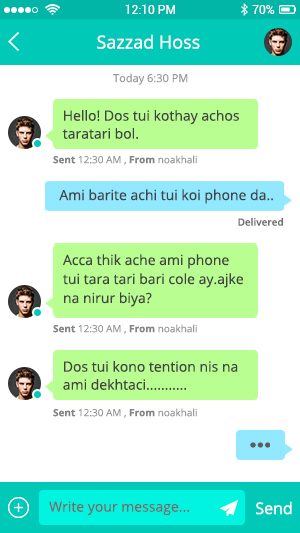 12:10 PM 70%
Sazzad Hoss
Today 6:30 PM
Hello! Dos tui kothay achos
taratari bol.
Sent 12:30 AM , From noakhali
Ami barite achi tui koi phone da..
Delivered
Acca thik ache ami phone
tui tara tari bari cole ay.ajke
na nirur biya?
Sent 12:30 AM , From noakhali
Dos tui kono tention nis na
ami dekhtaci...........
Sent 12:30 AM , From noakhali
Write your message... Send